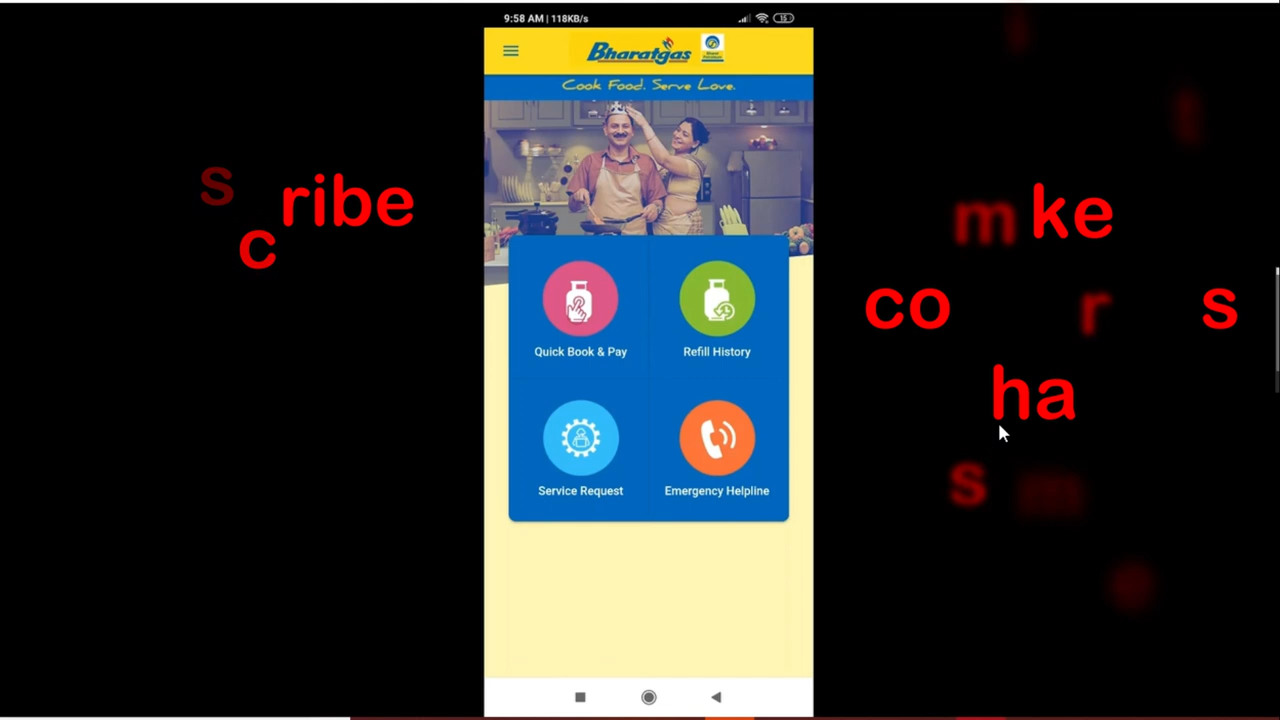 9:58 AM | 118KB/s
15
Bharatgas
Cook Food. Serve Love.
Quick Book & Pay
Refill History
Service Request
Emergency Helpline
s
c
ribe
m ke
co r s
ha
s m